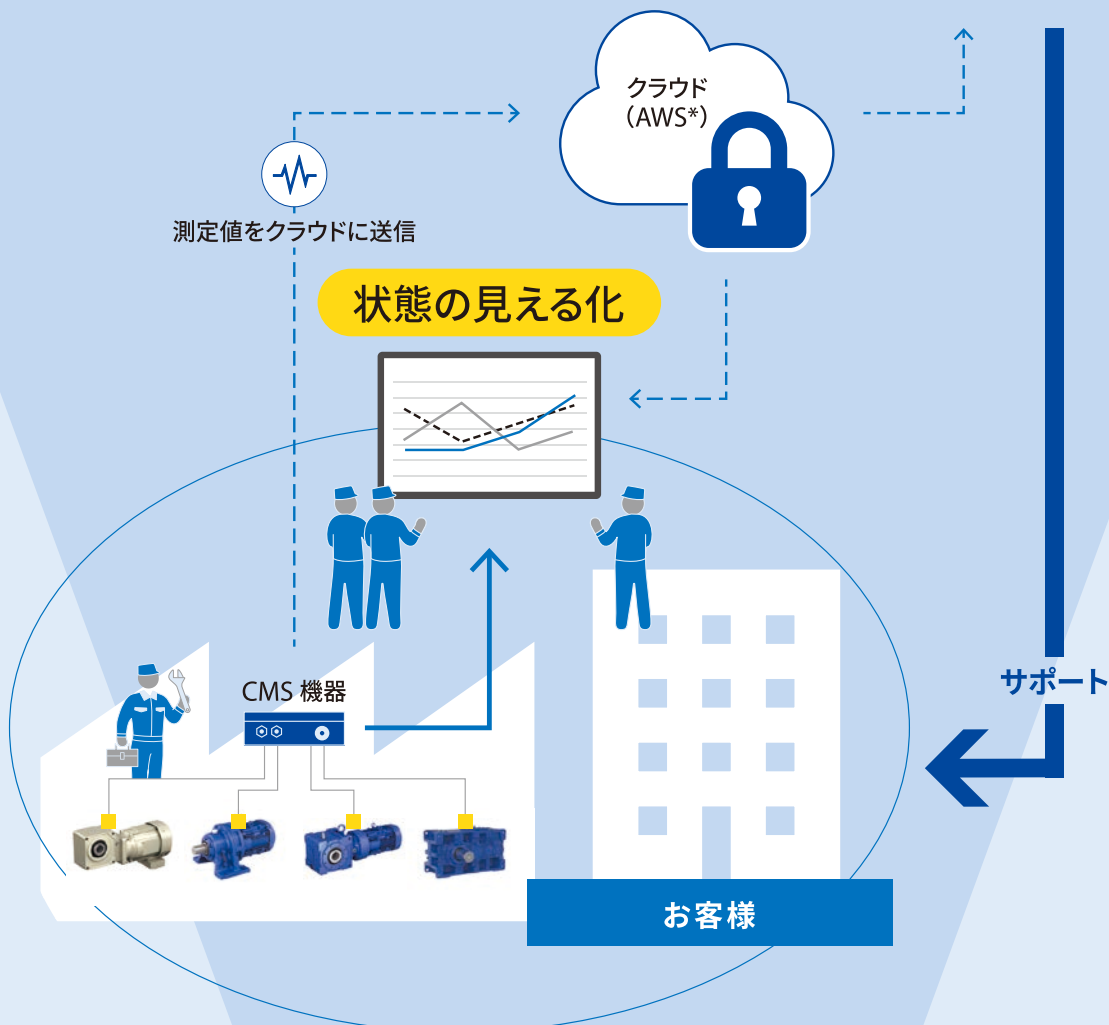 クラウド
（AWS*）
測定値をクラウドに送信
状態の見える化
サポート
CMS 機器
お客様